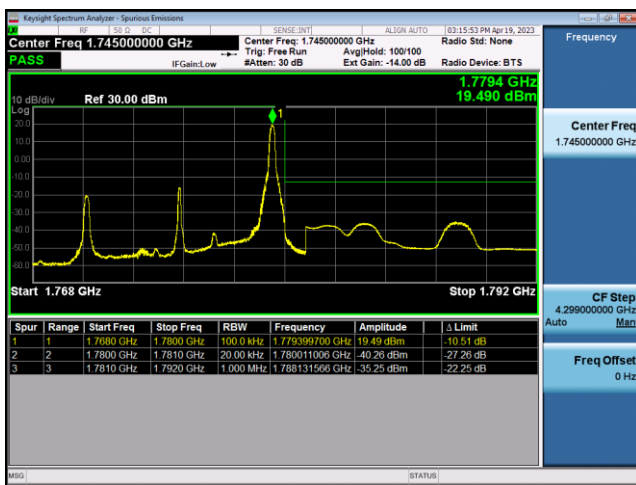 Keysight Spectrum Analyzer - Spurious Emissions
RF 50 Ω DC SENSE:INT ALIGN AUTO 03:15:53 PM Apr 19, 2023
Center Freq 1.745000000 GHz Center Freq: 1.745000000 GHz Radio Std: None Frequency
Trig: Free Run Avg|Hold: 100/100
PASS IFGain:Low #Atten: 30 dB Ext Gain: -14.00 dB Radio Device: BTS
1.7794 GHz
10 dB/div Ref 30.00 dBm 19.490 dBm
Log
20.0 1
10.0
0.00
-10.0
-20.0
-30.0
-40.0
-50.0
-60.0
Center Freq
1.745000000 GHz
Start 1.768 GHz Stop 1.792 GHz
CF Step
4.299000000 GHz
Auto Man
Spur Range Start Freq Stop Freq RBW Frequency Amplitude Δ Limit
1 1 1.7680 GHz 1.7800 GHz 100.0 kHz 1.779399700 GHz 19.49 dBm -10.51 dB
2 2 1.7800 GHz 1.7810 GHz 20.00 kHz 1.780011006 GHz -40.26 dBm -27.26 dB
3 3 1.7810 GHz 1.7920 GHz 1.000 MHz 1.788131566 GHz -35.25 dBm -22.25 dB
Freq Offset
0 Hz
MSG STATUS